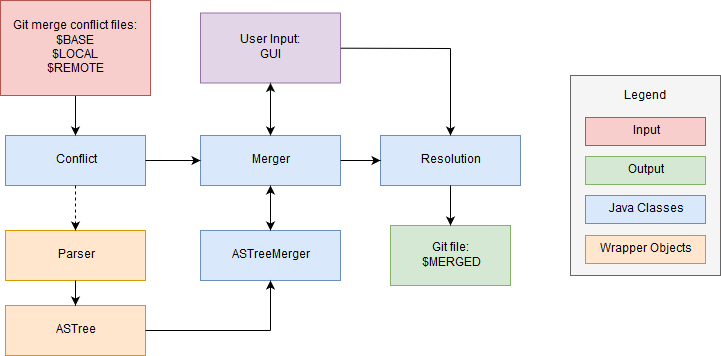 Git merge conflict files:
$BASE
$LOCAL
$REMOTE
User Input:
GUI
Conflict
Merger
Resolution
Parser
ASTreeMerger
Git file:
$MERGED
ASTree
Legend
Input
Output
Java Classes
Wrapper Objects